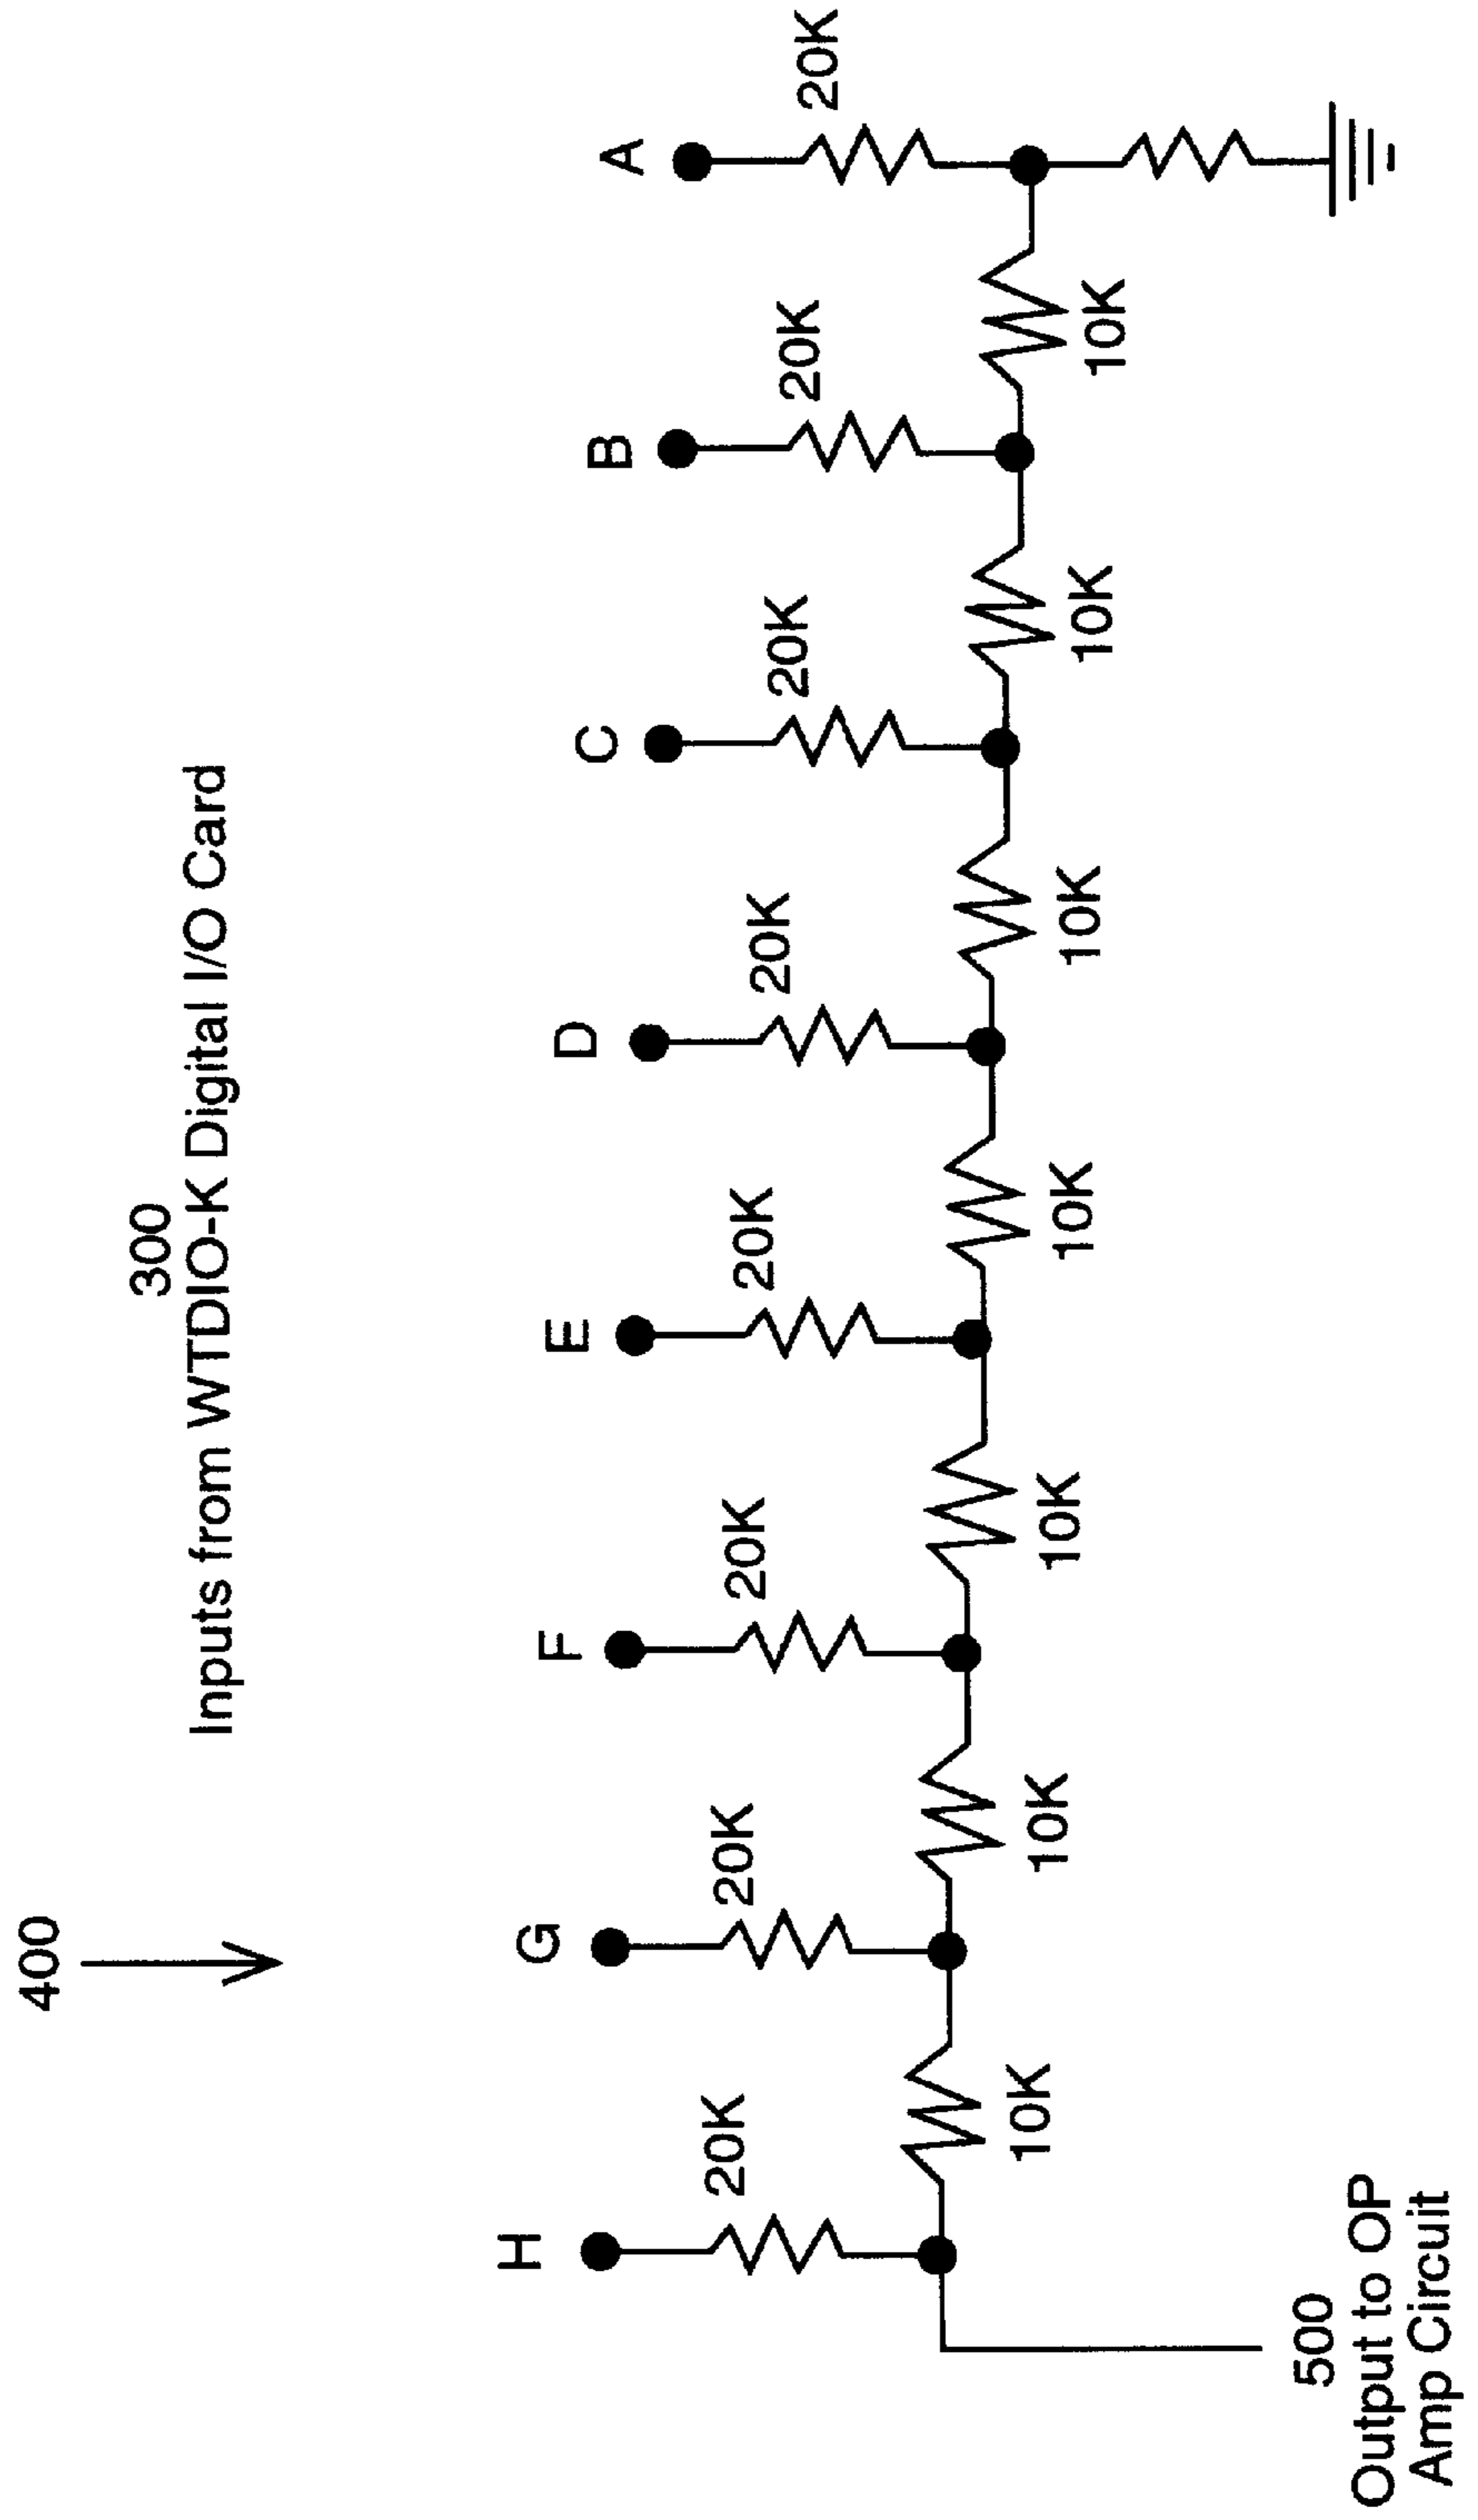 400
300
Inputs from WTDIO-K Digital I/O Card
H
G
F
E
D
C
B
A
20K
20K
20K
20K
20K
20K
20K
20K
10K
10K
10K
10K
10K
10K
10K
500
Output to OP
Amp Circuit